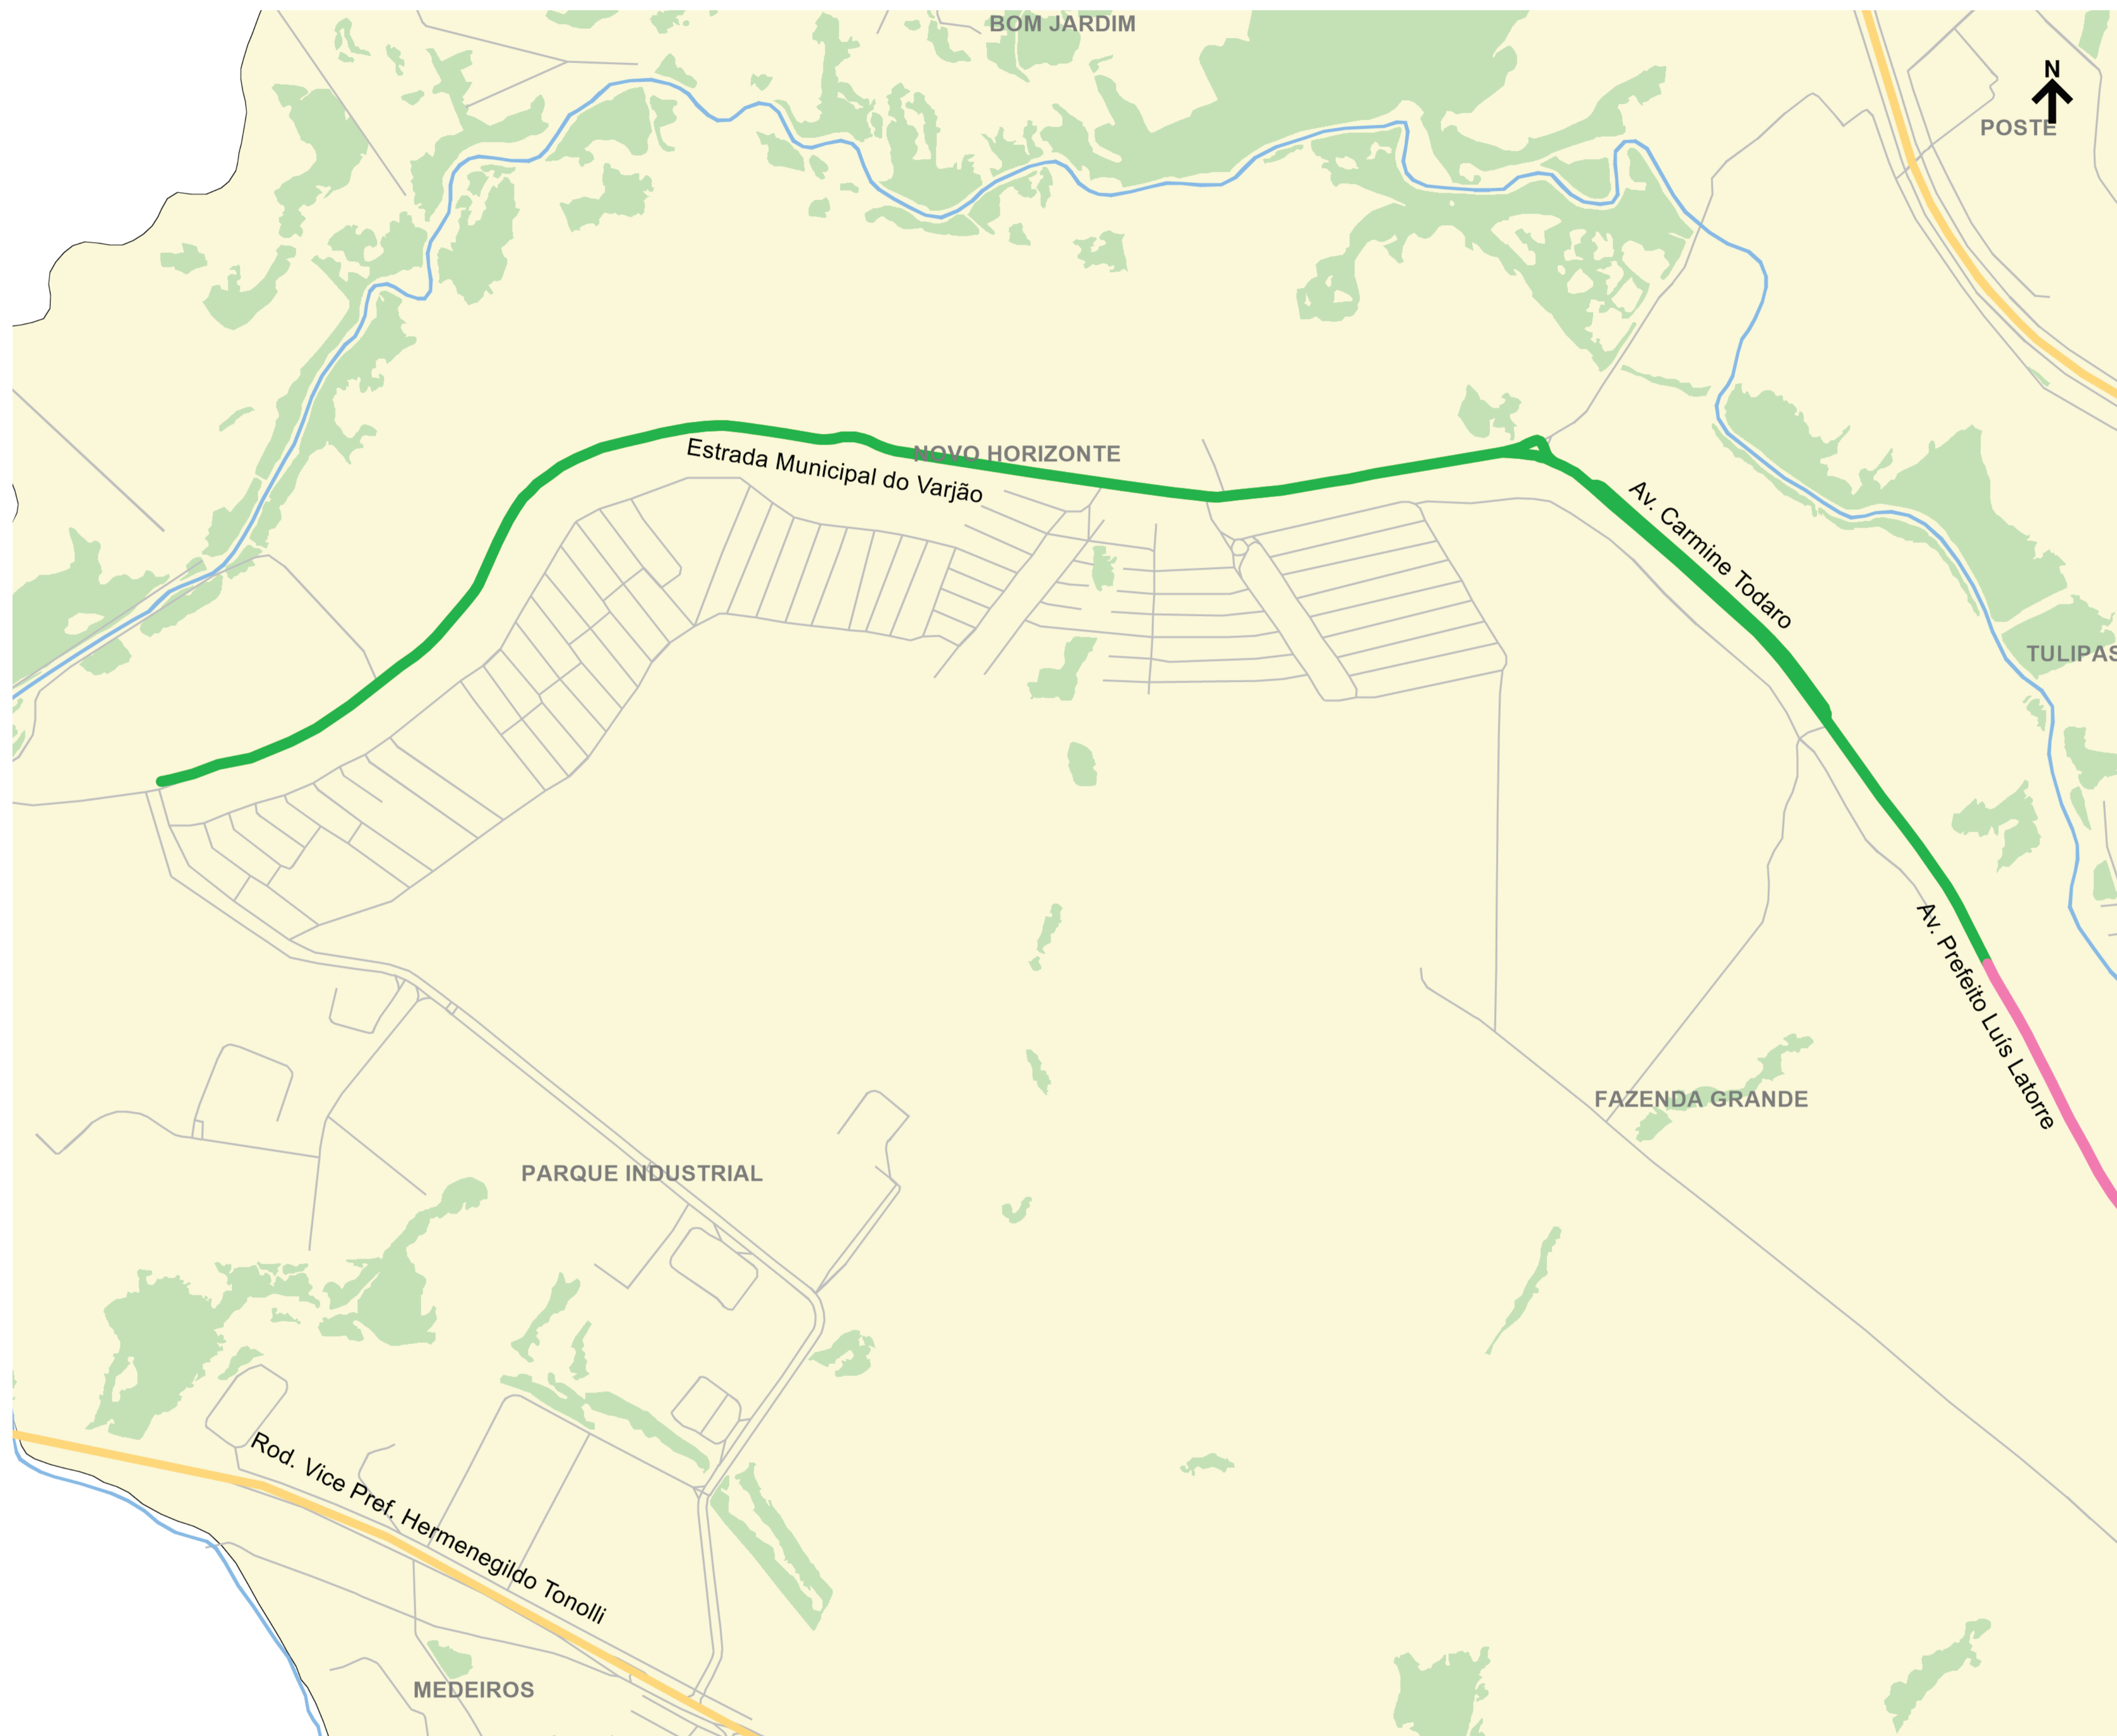 BOM JARDIM
N
POSTE
Estrada Municipal do Varjão
NOVO HORIZONTE
Av. Carmine Todaro
TULIPAS
Av. Prefeito Luís Latorre
FAZENDA GRANDE
PARQUE INDUSTRIAL
Rod. Vice Pref. Hermenegildo Tonolli
MEDEIROS